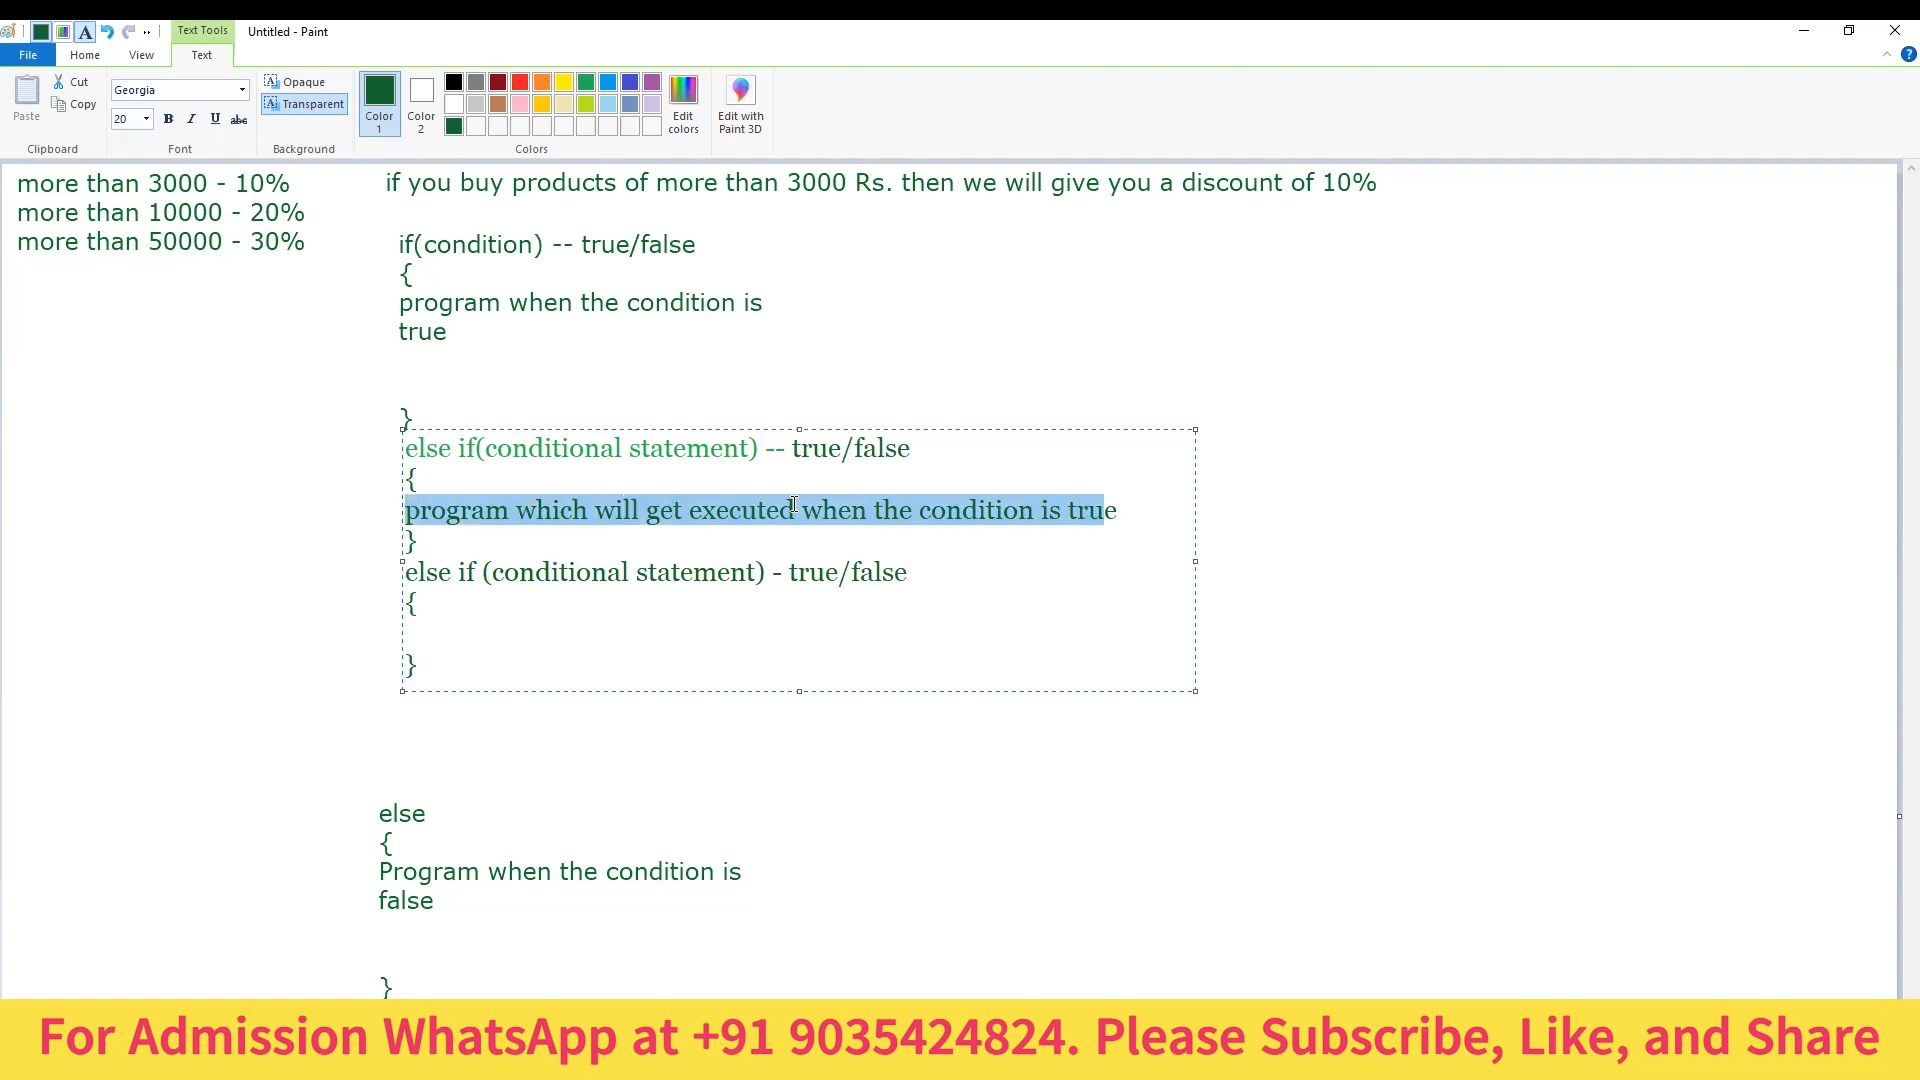 Text Tools
Untitled - Paint
File
Home
View
Text
Paste
Cut
Copy
Clipboard
Georgia
20
B
I
U
abc
Font
A Opaque
A Transparent
Background
Color
1
Color
2
Edit
colors
Colors
Edit with
Paint 3D
more than 3000 - 10%
more than 10000 - 20%
more than 50000 - 30%
if you buy products of more than 3000 Rs. then we will give you a discount of 10%
if(condition) -- true/false
{
program when the condition is
true
}
else if(conditional statement) -- true/false
{
program which will get executed when the condition is true
}
else if (conditional statement) - true/false
{
}
else
{
Program when the condition is
false
}
For Admission WhatsApp at +91 9035424824. Please Subscribe, Like, and Share